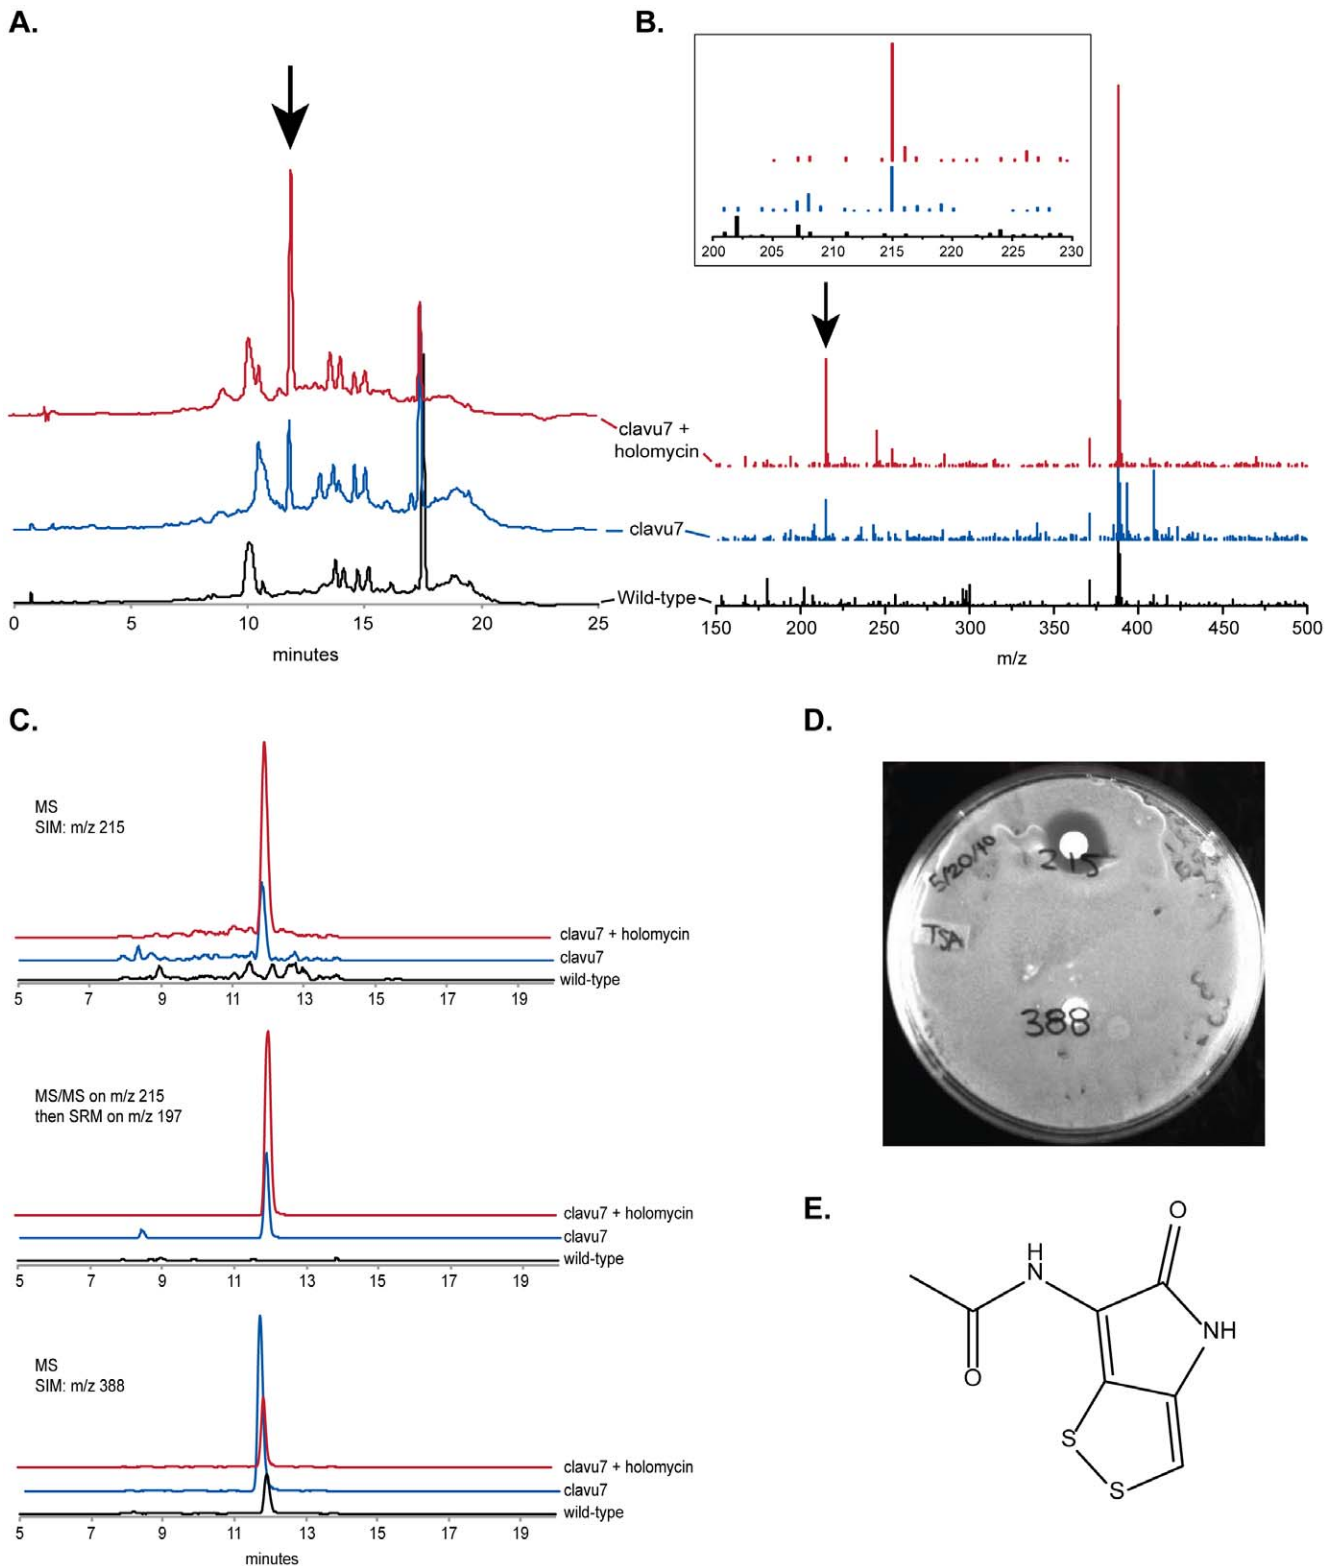 A.
B.
200 205 210 215 220 225 230
clavu7 +
holomycin
clavu7
Wild-type
0 5 10 15 20 25
minutes
150 200 250 300 350 400 450 500
m/z
C.
MS
SIM: m/z 215
clavu7 + holomycin
clavu7
wild-type
5 7 9 11 13 15 17 19
MS/MS on m/z 215
then SRM on m/z 197
clavu7 + holomycin
clavu7
wild-type
5 7 9 11 13 15 17 19
MS
SIM: m/z 388
clavu7 + holomycin
clavu7
wild-type
5 7 9 11 13 15 17 19
minutes
D.
5/20/10
215
TSA
388
E.
O
H
N
NH
O
S
S